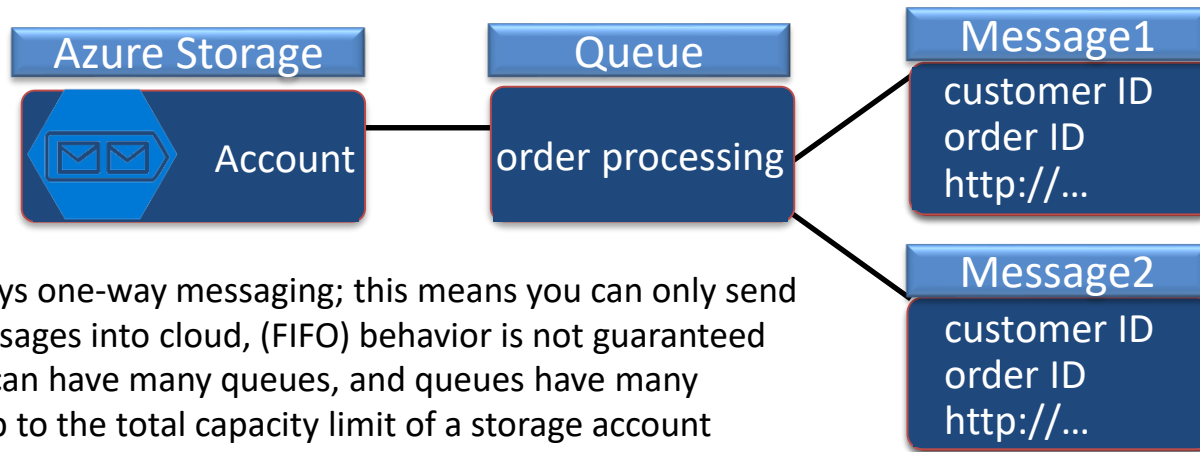 Azure Storage
Account
Queue
order processing
Message1
customer ID
order ID
http://…
Message2
customer ID
order ID
http://…
one-way messaging; this means you can only send
into cloud, (FIFO) behavior is not guaranteed
can have many queues, and queues have many
to the total capacity limit of a storage account